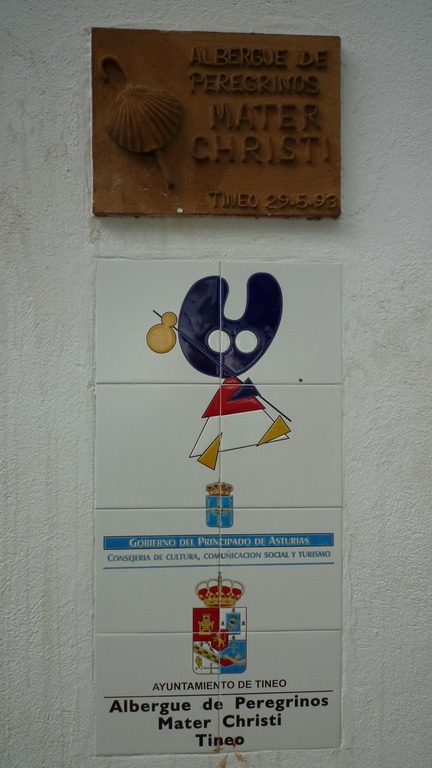 ALBERGUE DE
PEREGRINOS
MATER
CHRISTI
TINEO 29-5-93
GOBIERNO DEL PRINCIPADO DE ASTURIAS
CONSEJERIA DE CULTURA, COMUNICACION SOCIAL Y TURISMO
AYUNTAMIENTO DE TINEO
Albergue de Peregrinos
Mater Christi
Tineo